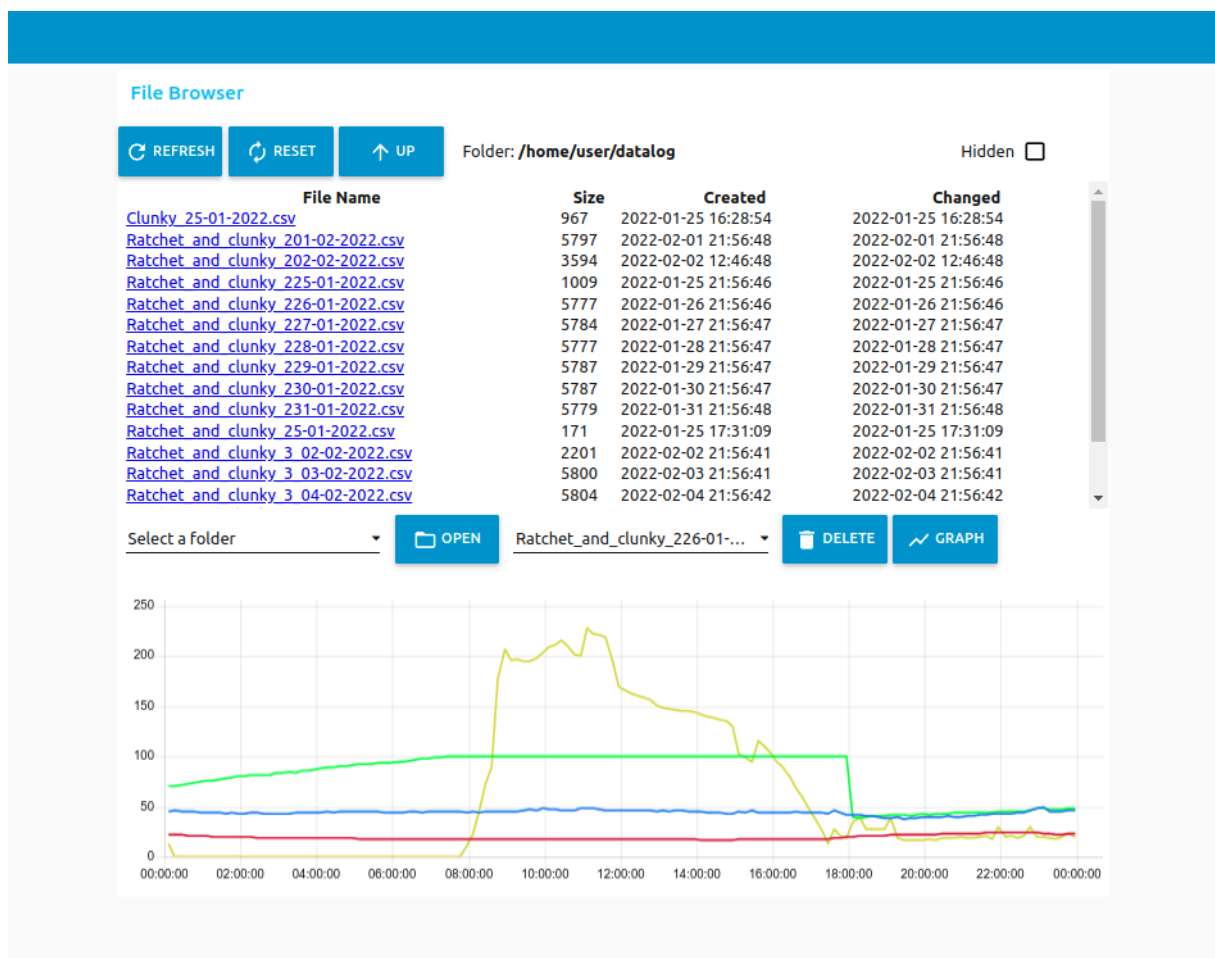 File Browser
REFRESH RESET UP Folder: /home/user/datalog Hidden
File Name Size Created Changed
Clunky_25-01-2022.csv 967 2022-01-25 16:28:54 2022-01-25 16:28:54
Ratchet_and_clunky_201-02-2022.csv 5797 2022-02-01 21:56:48 2022-02-01 21:56:48
Ratchet_and_clunky_202-02-2022.csv 3594 2022-02-02 12:46:48 2022-02-02 12:46:48
Ratchet_and_clunky_225-01-2022.csv 1009 2022-01-25 21:56:46 2022-01-25 21:56:46
Ratchet_and_clunky_226-01-2022.csv 5777 2022-01-26 21:56:46 2022-01-26 21:56:46
Ratchet_and_clunky_227-01-2022.csv 5784 2022-01-27 21:56:47 2022-01-27 21:56:47
Ratchet_and_clunky_228-01-2022.csv 5777 2022-01-28 21:56:47 2022-01-28 21:56:47
Ratchet_and_clunky_229-01-2022.csv 5787 2022-01-29 21:56:47 2022-01-29 21:56:47
Ratchet_and_clunky_230-01-2022.csv 5787 2022-01-30 21:56:47 2022-01-30 21:56:47
Ratchet_and_clunky_231-01-2022.csv 5779 2022-01-31 21:56:48 2022-01-31 21:56:48
Ratchet_and_clunky_25-01-2022.csv 171 2022-01-25 17:31:09 2022-01-25 17:31:09
Ratchet_and_clunky_3_02-02-2022.csv 2201 2022-02-02 21:56:41 2022-02-02 21:56:41
Ratchet_and_clunky_3_03-02-2022.csv 5800 2022-02-03 21:56:41 2022-02-03 21:56:41
Ratchet_and_clunky_3_04-02-2022.csv 5804 2022-02-04 21:56:42 2022-02-04 21:56:42
Select a folder OPEN Ratchet_and_clunky_226-01-... DELETE GRAPH
250
200
150
100
50
0
00:00:00 02:00:00 04:00:00 06:00:00 08:00:00 10:00:00 12:00:00 14:00:00 16:00:00 18:00:00 20:00:00 22:00:00 00:00:00